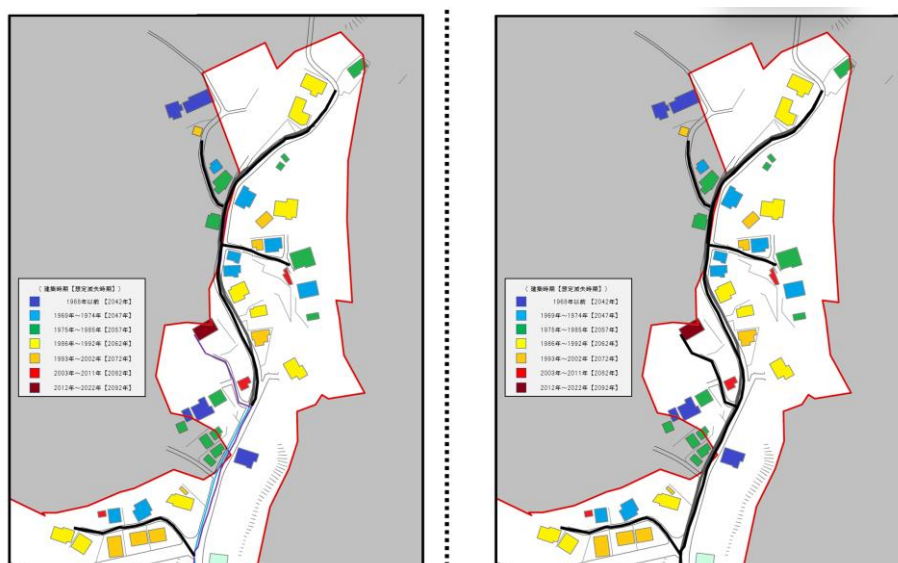 （建築時期【想定滅失時期】）
1968年以前【2042年】
1969年～1974年【2047年】
1975年～1985年【2057年】
1986年～1992年【2062年】
1993年～2002年【2072年】
2003年～2011年【2082年】
2012年～2022年【2092年】
（建築時期【想定滅失時期】）
1968年以前【2042年】
1969年～1974年【2047年】
1975年～1985年【2057年】
1986年～1992年【2062年】
1993年～2002年【2072年】
2003年～2011年【2082年】
2012年～2022年【2092年】